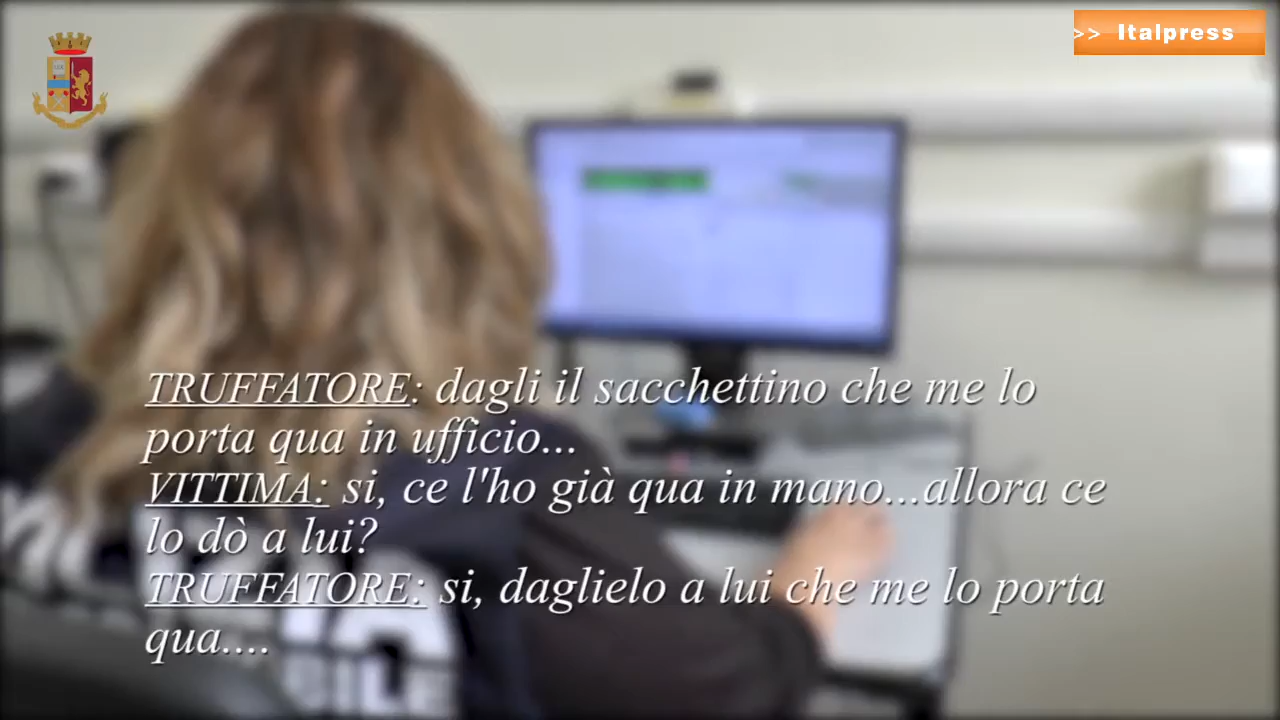 >> Italpress
TRUFFATORE: dagli il sacchettino che me lo
porta qua in ufficio...
VITTIMA: si, ce l'ho già qua in mano...allora ce
lo dò a lui?
TRUFFATORE: si, daglielo a lui che me lo porta
qua....